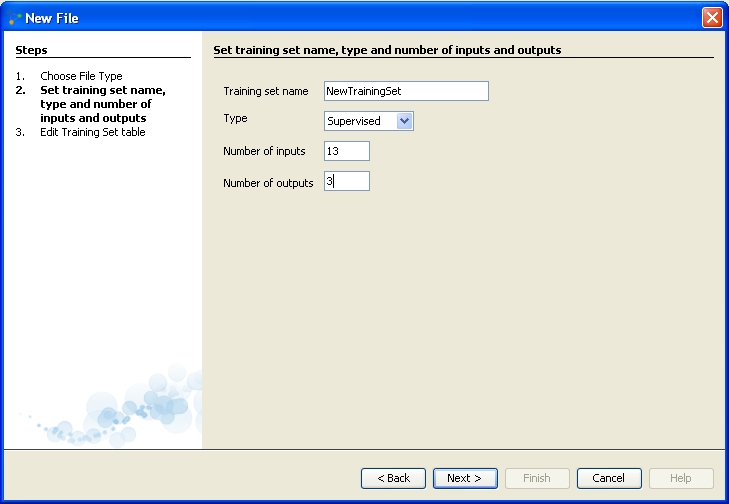 New File
Steps
1. Choose File Type
2. Set training set name,
type and number of
inputs and outputs
3. Edit Training Set table
Set training set name, type and number of inputs and outputs
Training set name NewTrainingSet
Type Supervised
Number of inputs 13
Number of outputs 3
< Back Next > Finish Cancel Help